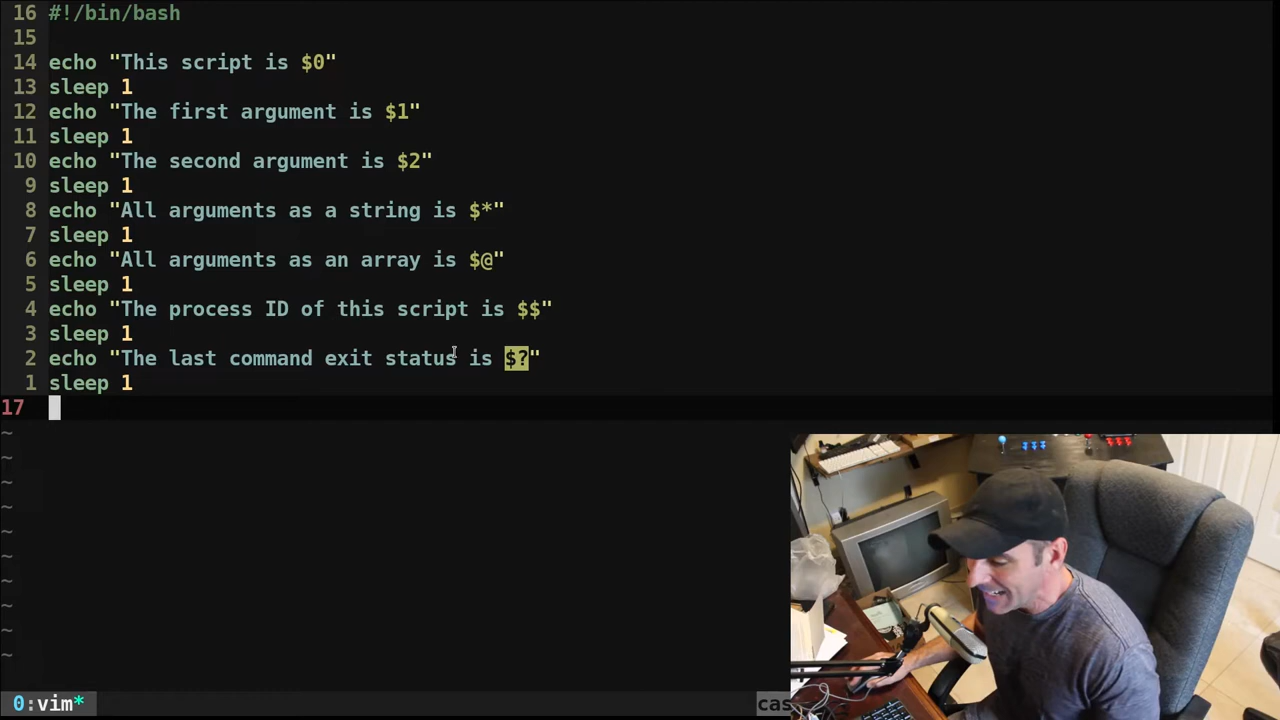 16 #!/bin/bash
15
14 echo "This script is $0"
13 sleep 1
12 echo "The first argument is $1"
11 sleep 1
10 echo "The second argument is $2"
9 sleep 1
8 echo "All arguments as a string is $*"
7 sleep 1
6 echo "All arguments as an array is $@"
5 sleep 1
4 echo "The process ID of this script is $$"
3 sleep 1
2 echo "The last command exit status is $?"
1 sleep 1
17
~
~
~
~
~
~
~
~
~
~
0:vim* cas